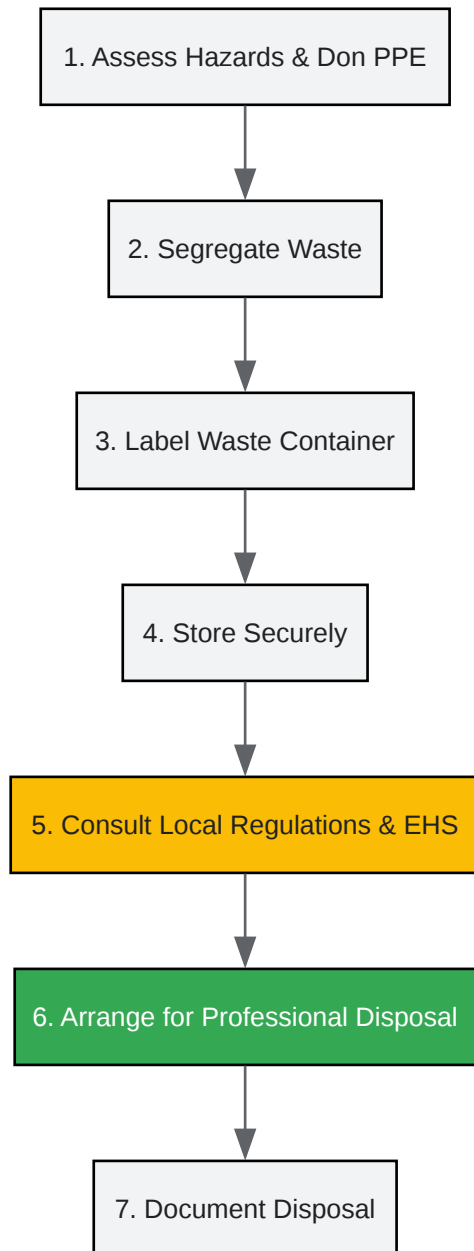 1. Assess Hazards & Don PPE
2. Segregate Waste
3. Label Waste Container
4. Store Securely
5. Consult Local Regulations & EHS
6. Arrange for Professional Disposal
7. Document Disposal